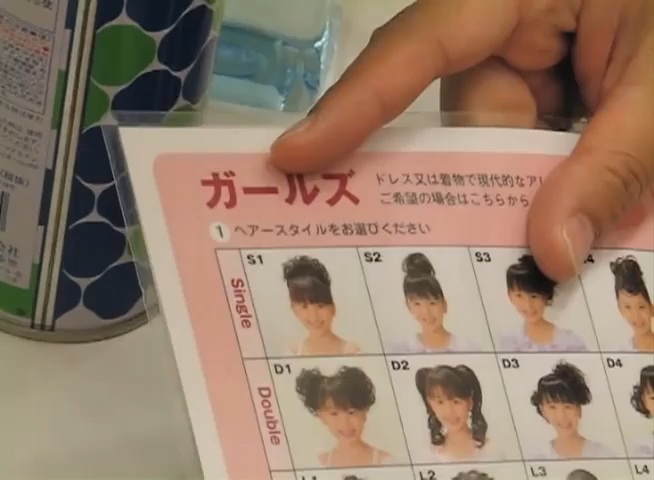 ガールズ
ドレス又は着物で現代的なアレ
ご希望の場合はこちらから
1 ヘアースタイルをお選びください
Single
S1 S2 S3 4
Double
D1 D2 D3 D4
L1 L2 L3 L4